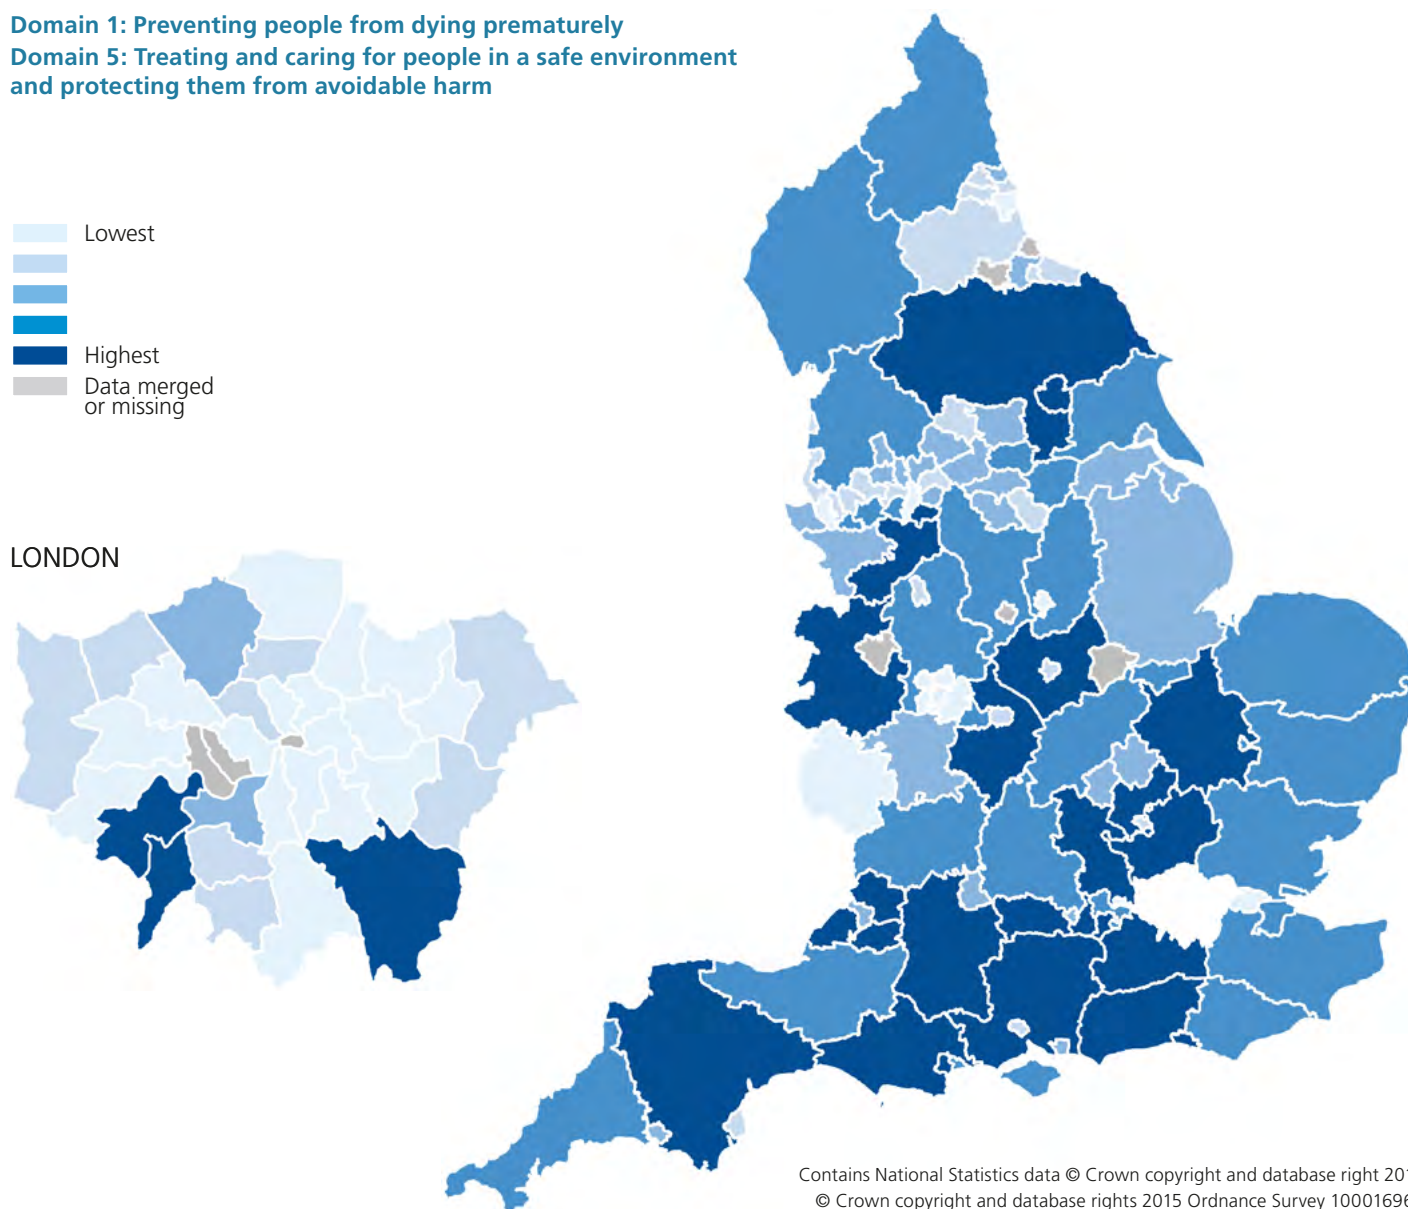 Domain 1: Preventing people from dying prematurely
Domain 5: Treating and caring for people in a safe environment
and protecting them from avoidable harm
Lowest
Highest
Data merged
or missing
LONDON
Contains National Statistics data © Crown copyright and database right
© Crown copyright and database rights 2015 Ordnance Survey